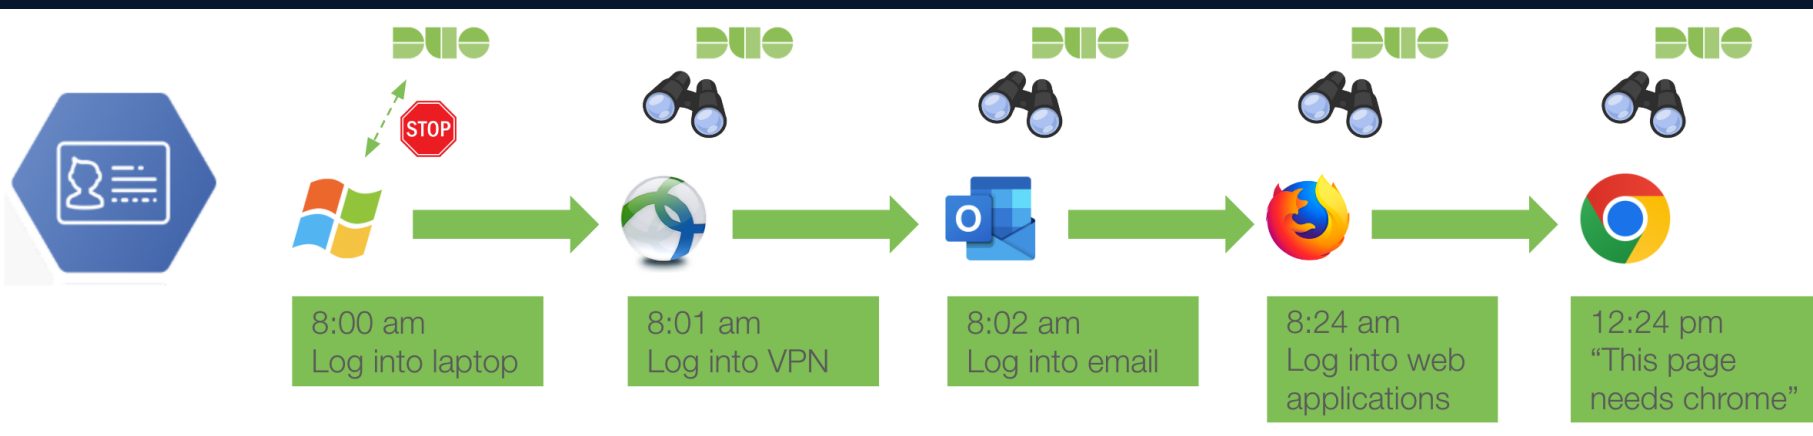 DUO
DUO
DUO
DUO
DUO
STOP
O
8:00 am
Log into laptop
8:01 am
Log into VPN
8:02 am
Log into email
8:24 am
Log into web
applications
12:24 pm
“This page
needs chrome”